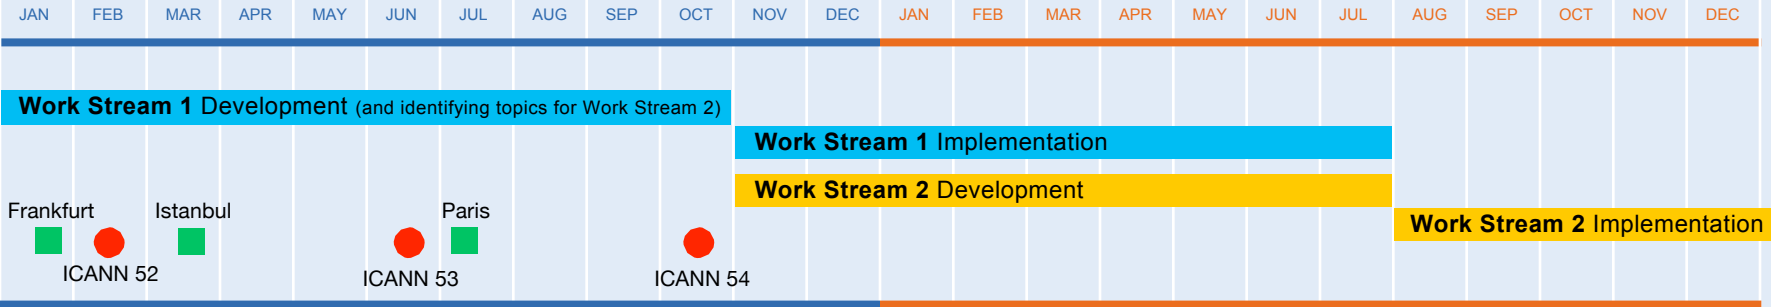 JAN FEB MAR APR MAY JUN JUL AUG SEP OCT NOV DEC JAN FEB MAR APR MAY JUN JUL AUG SEP OCT NOV DEC
Work Stream 1 Development (and identifying topics for Work Stream 2)
Work Stream 1 Implementation
Work Stream 2 Development
Frankfurt Istanbul Paris
Work Stream 2 Implementation
ICANN 52 ICANN 53 ICANN 54